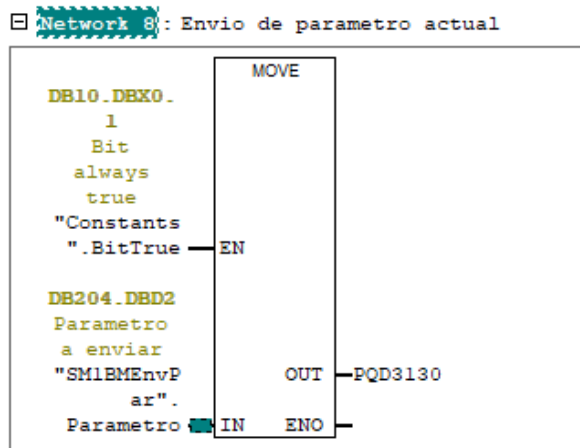 Network 8: Envio de parametro actual
MOVE
DB10.DBX0.
1
Bit
always
true
"Constants
".BitTrue
EN
DB204.DBD2
Parametro
a enviar
"SM1BMEnvP
ar".
Parametro
IN
OUT
PQD3130
ENO